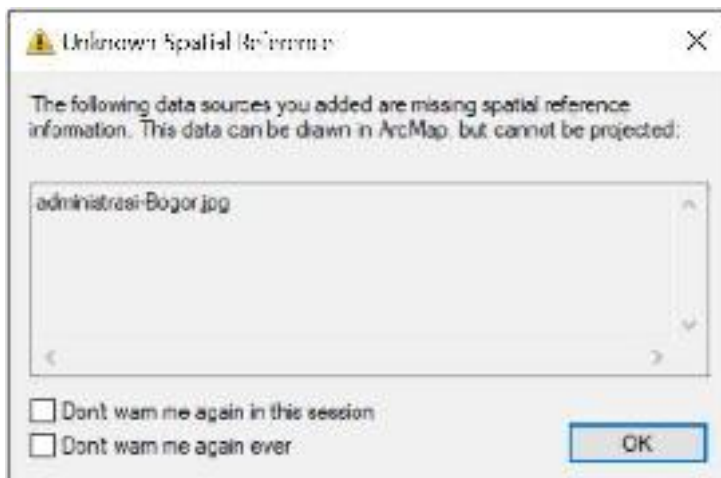 Unknown Spatial Reference
The following data sources you added are missing spatial reference
information. This data can be drawn in ArcMap, but cannot be projected:
administrasi-Bogor.jpg
Don't warn me again in this session
Don't warn me again ever
OK